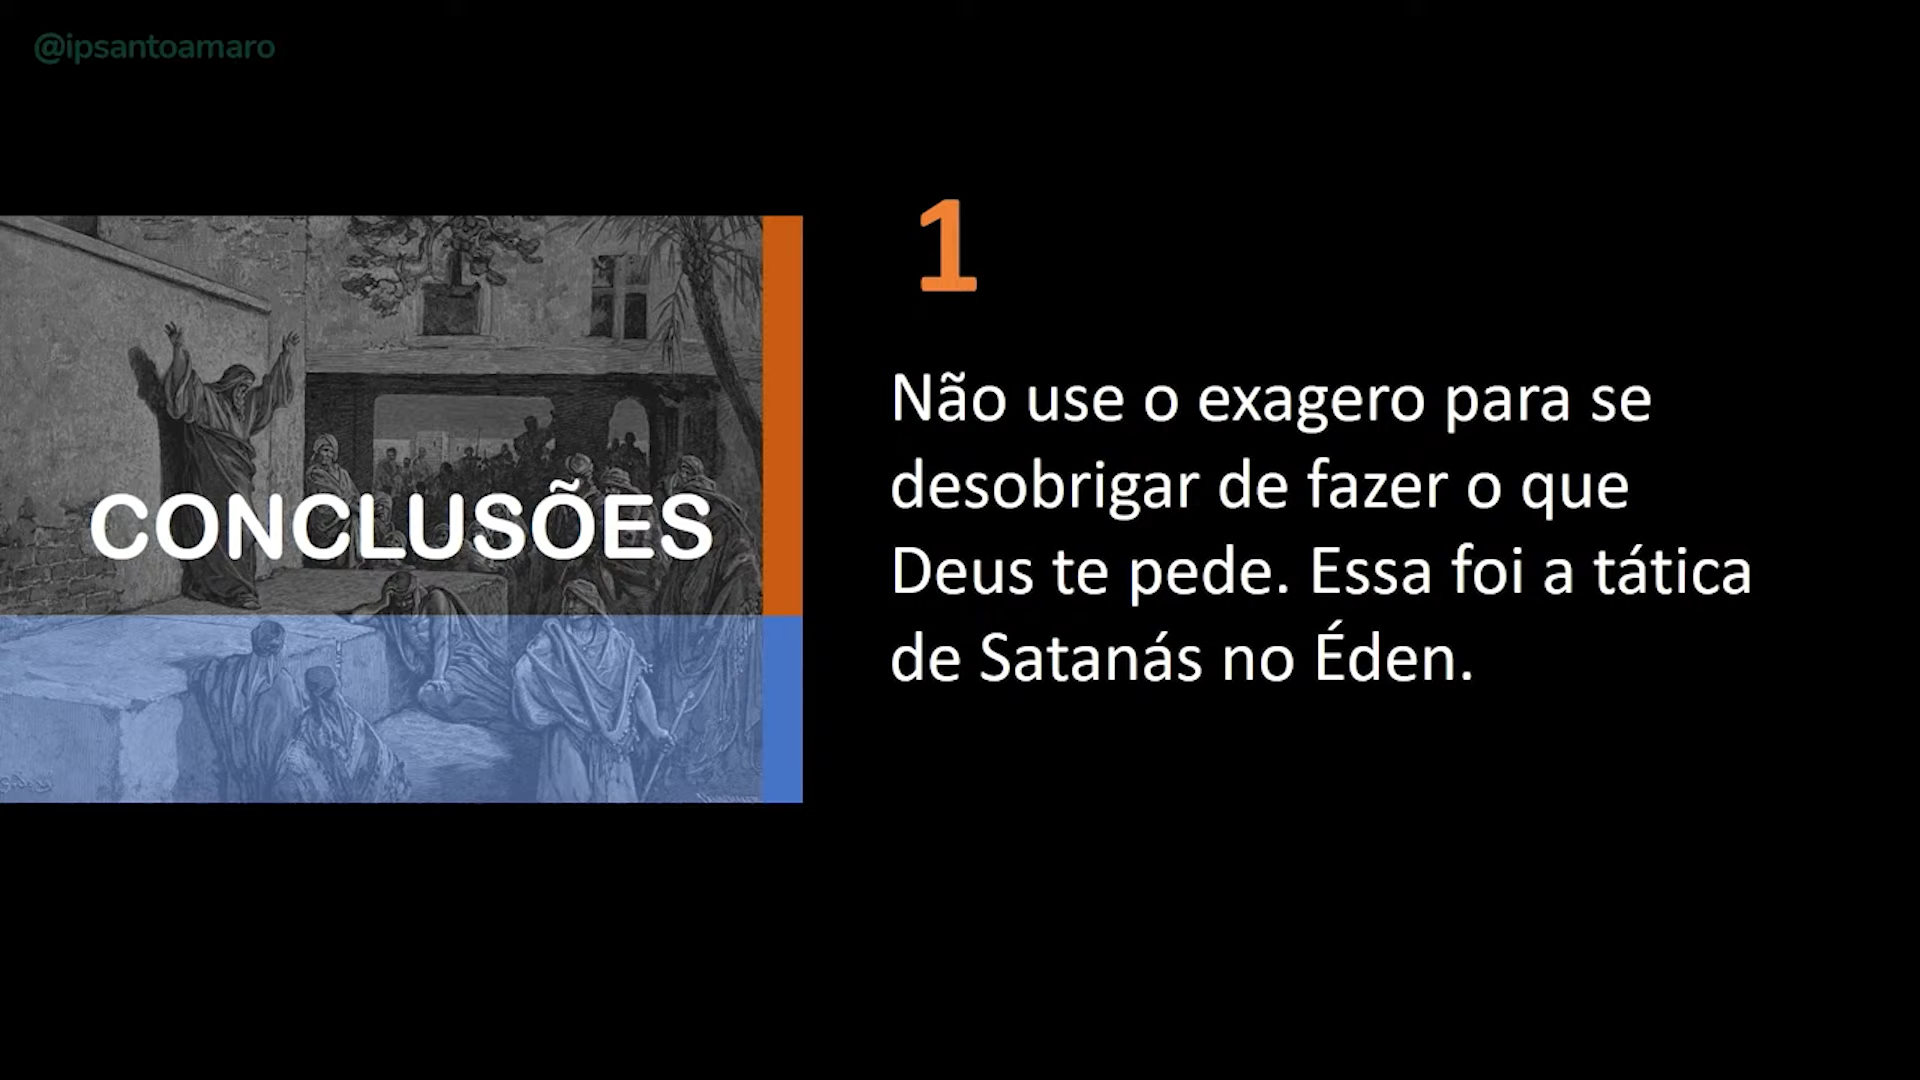 @ipsantoamaro
CONCLUSÕES
1
Não use o exagero para se
desobrigar de fazer o que
Deus te pede. Essa foi a tática
de Satanás no Éden.